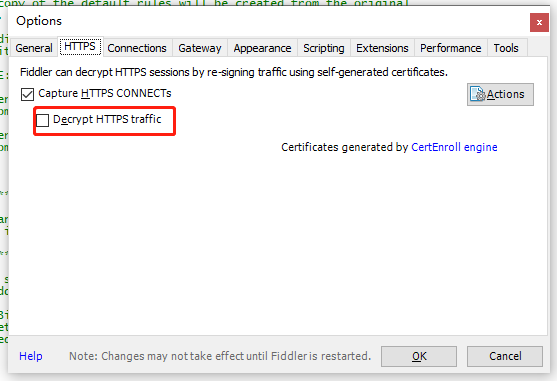 copy of the default rules will be created from the original
Options
x
General HTTPS Connections Gateway Appearance Scripting Extensions Performance Tools
Fiddler can decrypt HTTPS sessions by re-signing traffic using self-generated certificates.
Capture HTTPS CONNECTs
Actions
Decrypt HTTPS traffic
Certificates generated by CertEnroll engine
Help Note: Changes may not take effect until Fiddler is restarted. OK Cancel